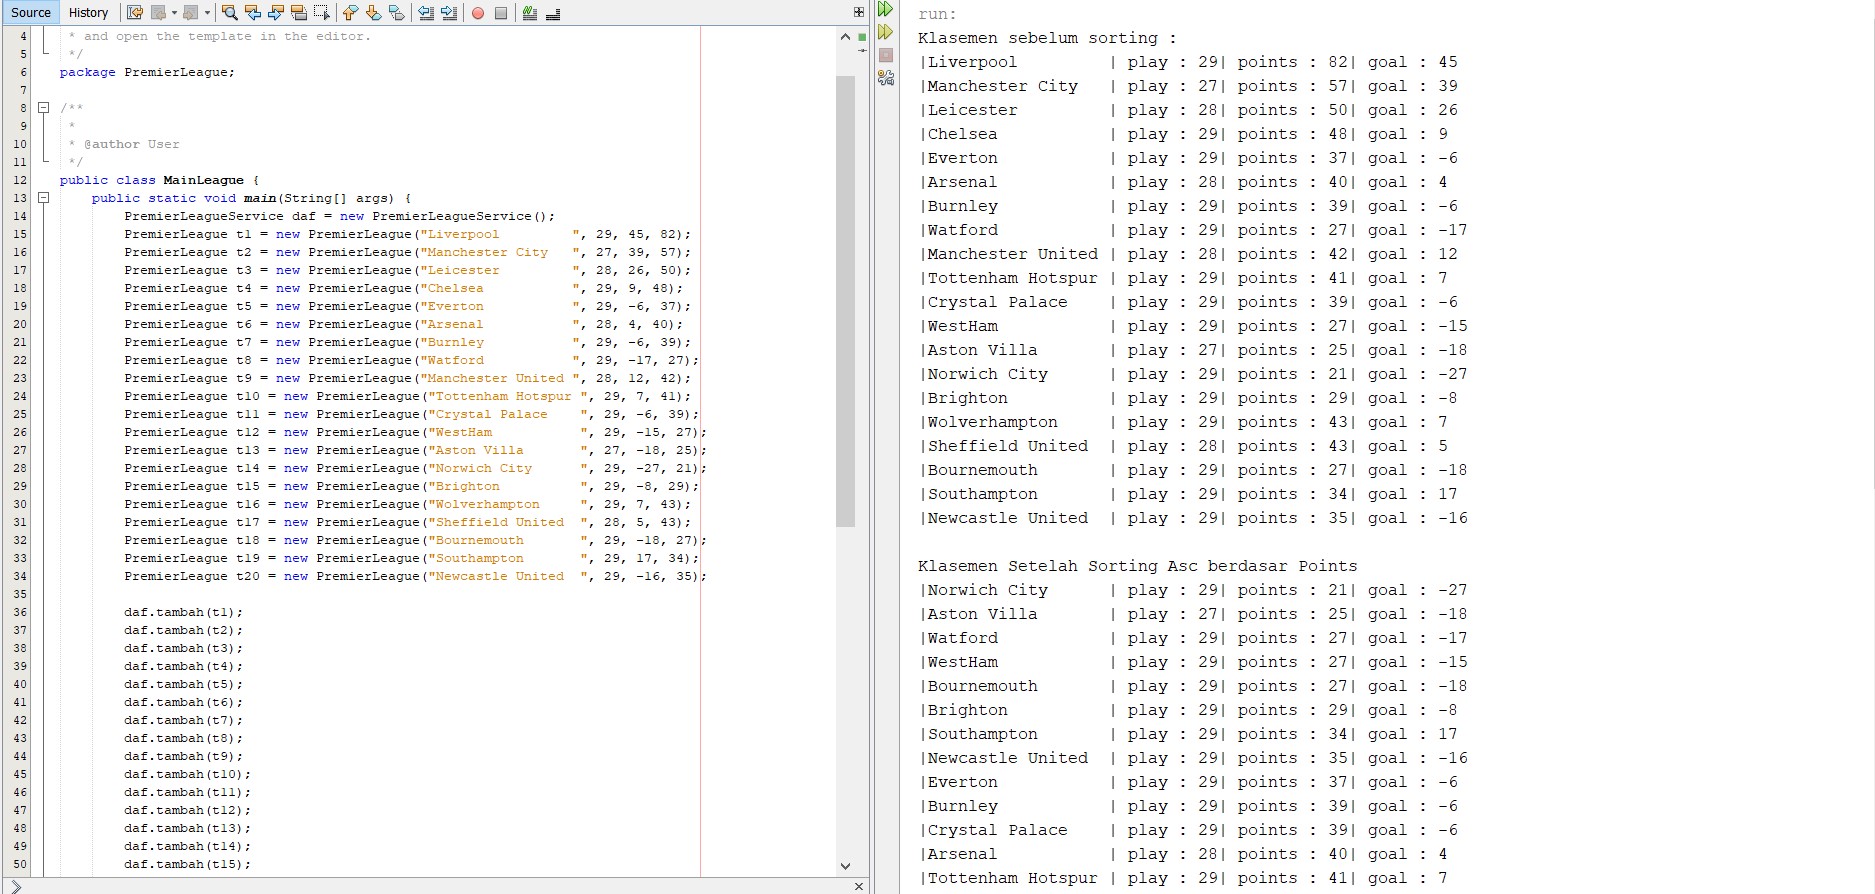 Source History
4 * and open the template in the editor.
5 */
6 package PremierLeague;
7
8 /**
9 *
10 * @author User
11 */
12 public class MainLeague {
13 public static void main(String[] args) {
14 PremierLeagueService daf = new PremierLeagueService();
15 PremierLeague t1 = new PremierLeague("Liverpool         ", 29, 45, 82);
16 PremierLeague t2 = new PremierLeague("Manchester City   ", 27, 39, 57);
17 PremierLeague t3 = new PremierLeague("Leicester         ", 28, 26, 50);
18 PremierLeague t4 = new PremierLeague("Chelsea           ", 29, 9, 48);
19 PremierLeague t5 = new PremierLeague("Everton           ", 29, -6, 37);
20 PremierLeague t6 = new PremierLeague("Arsenal           ", 28, 4, 40);
21 PremierLeague t7 = new PremierLeague("Burnley           ", 29, -6, 39);
22 PremierLeague t8 = new PremierLeague("Watford           ", 29, -17, 27);
23 PremierLeague t9 = new PremierLeague("Manchester United ", 28, 12, 42);
24 PremierLeague t10 = new PremierLeague("Tottenham Hotspur ", 29, 7, 41);
25 PremierLeague t11 = new PremierLeague("Crystal Palace    ", 29, -6, 39);
26 PremierLeague t12 = new PremierLeague("WestHam           ", 29, -15, 27);
27 PremierLeague t13 = new PremierLeague("Aston Villa       ", 27, -18, 25);
28 PremierLeague t14 = new PremierLeague("Norwich City      ", 29, -27, 21);
29 PremierLeague t15 = new PremierLeague("Brighton          ", 29, -8, 29);
30 PremierLeague t16 = new PremierLeague("Wolverhampton     ", 29, 7, 43);
31 PremierLeague t17 = new PremierLeague("Sheffield United  ", 28, 5, 43);
32 PremierLeague t18 = new PremierLeague("Bournemouth       ", 29, -18, 27);
33 PremierLeague t19 = new PremierLeague("Southampton       ", 29, 17, 34);
34 PremierLeague t20 = new PremierLeague("Newcastle United  ", 29, -16, 35);
35
36 daf.tambah(t1);
37 daf.tambah(t2);
38 daf.tambah(t3);
39 daf.tambah(t4);
40 daf.tambah(t5);
41 daf.tambah(t6);
42 daf.tambah(t7);
43 daf.tambah(t8);
44 daf.tambah(t9);
45 daf.tambah(t10);
46 daf.tambah(t11);
47 daf.tambah(t12);
48 daf.tambah(t13);
49 daf.tambah(t14);
50 daf.tambah(t15);
run:
Klasemen sebelum sorting :
|Liverpool         | play : 29| points : 82| goal : 45
|Manchester City   | play : 27| points : 57| goal : 39
|Leicester         | play : 28| points : 50| goal : 26
|Chelsea           | play : 29| points : 48| goal : 9
|Everton           | play : 29| points : 37| goal : -6
|Arsenal           | play : 28| points : 40| goal : 4
|Burnley           | play : 29| points : 39| goal : -6
|Watford           | play : 29| points : 27| goal : -17
|Manchester United | play : 28| points : 42| goal : 12
|Tottenham Hotspur | play : 29| points : 41| goal : 7
|Crystal Palace    | play : 29| points : 39| goal : -6
|WestHam           | play : 29| points : 27| goal : -15
|Aston Villa       | play : 27| points : 25| goal : -18
|Norwich City      | play : 29| points : 21| goal : -27
|Brighton          | play : 29| points : 29| goal : -8
|Wolverhampton     | play : 29| points : 43| goal : 7
|Sheffield United  | play : 28| points : 43| goal : 5
|Bournemouth       | play : 29| points : 27| goal : -18
|Southampton       | play : 29| points : 34| goal : 17
|Newcastle United  | play : 29| points : 35| goal : -16

Klasemen Setelah Sorting Asc berdasar Points
|Norwich City      | play : 29| points : 21| goal : -27
|Aston Villa       | play : 27| points : 25| goal : -18
|Watford           | play : 29| points : 27| goal : -17
|WestHam           | play : 29| points : 27| goal : -15
|Bournemouth       | play : 29| points : 27| goal : -18
|Brighton          | play : 29| points : 29| goal : -8
|Southampton       | play : 29| points : 34| goal : 17
|Newcastle United  | play : 29| points : 35| goal : -16
|Everton           | play : 29| points : 37| goal : -6
|Burnley           | play : 29| points : 39| goal : -6
|Crystal Palace    | play : 29| points : 39| goal : -6
|Arsenal           | play : 28| points : 40| goal : 4
|Tottenham Hotspur | play : 29| points : 41| goal : 7